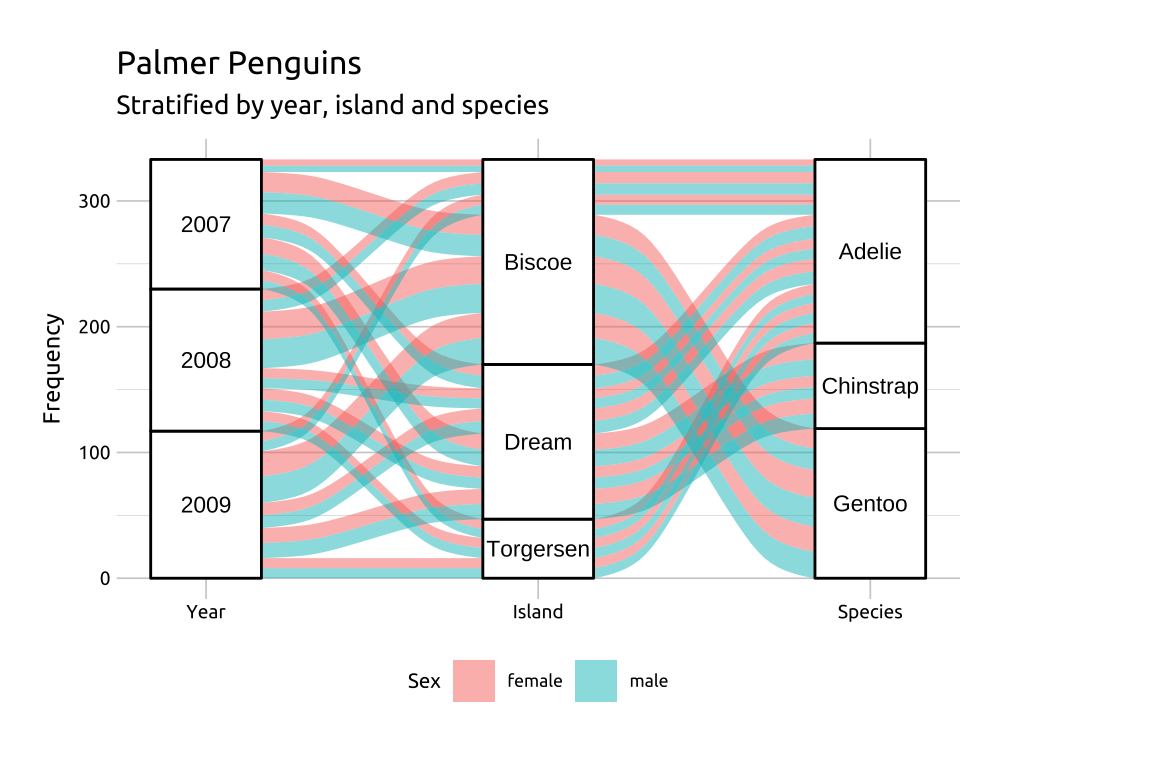 Palmer Penguins
Stratified by year, island and species
Frequency
300
200
100
0
2007
2008
2009
Biscoe
Dream
Torgersen
Adelie
Chinstrap
Gentoo
Year
Island
Species
Sex
female
male